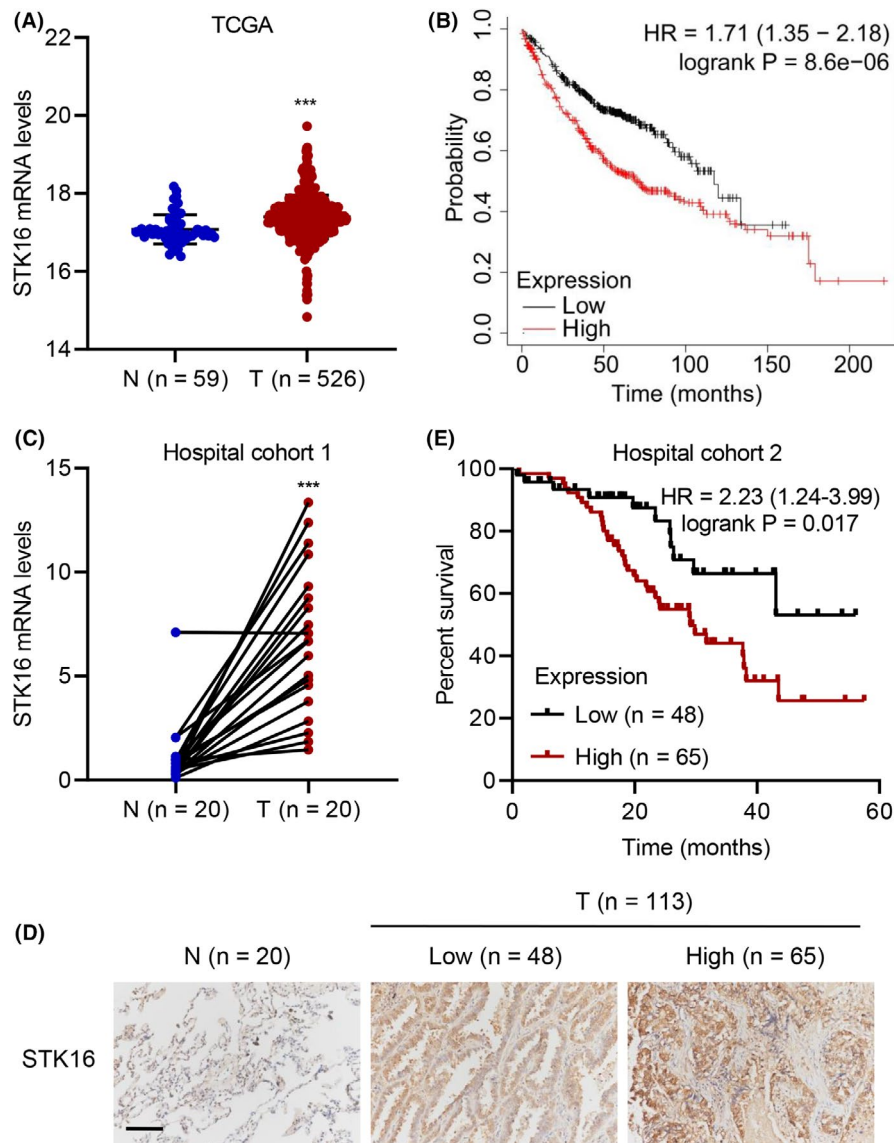 (A)
TCGA
STK16 mRNA levels
22
20
18
16
14
***
N (n = 59)
T (n = 526)
(B)
HR = 1.71 (1.35 − 2.18)
logrank P = 8.6e−06
Probability
1.0
0.8
0.6
0.4
0.2
0.0
Expression
Low
High
0
50
100
150
200
Time (months)
(C)
Hospital cohort 1
STK16 mRNA levels
15
10
5
0
***
N (n = 20)
T (n = 20)
(E)
Hospital cohort 2
HR = 2.23 (1.24-3.99)
logrank P = 0.017
Percent survival
100
80
60
40
20
0
Expression
Low (n = 48)
High (n = 65)
0
20
40
60
Time (months)
(D)
T (n = 113)
N (n = 20)
Low (n = 48)
High (n = 65)
STK16